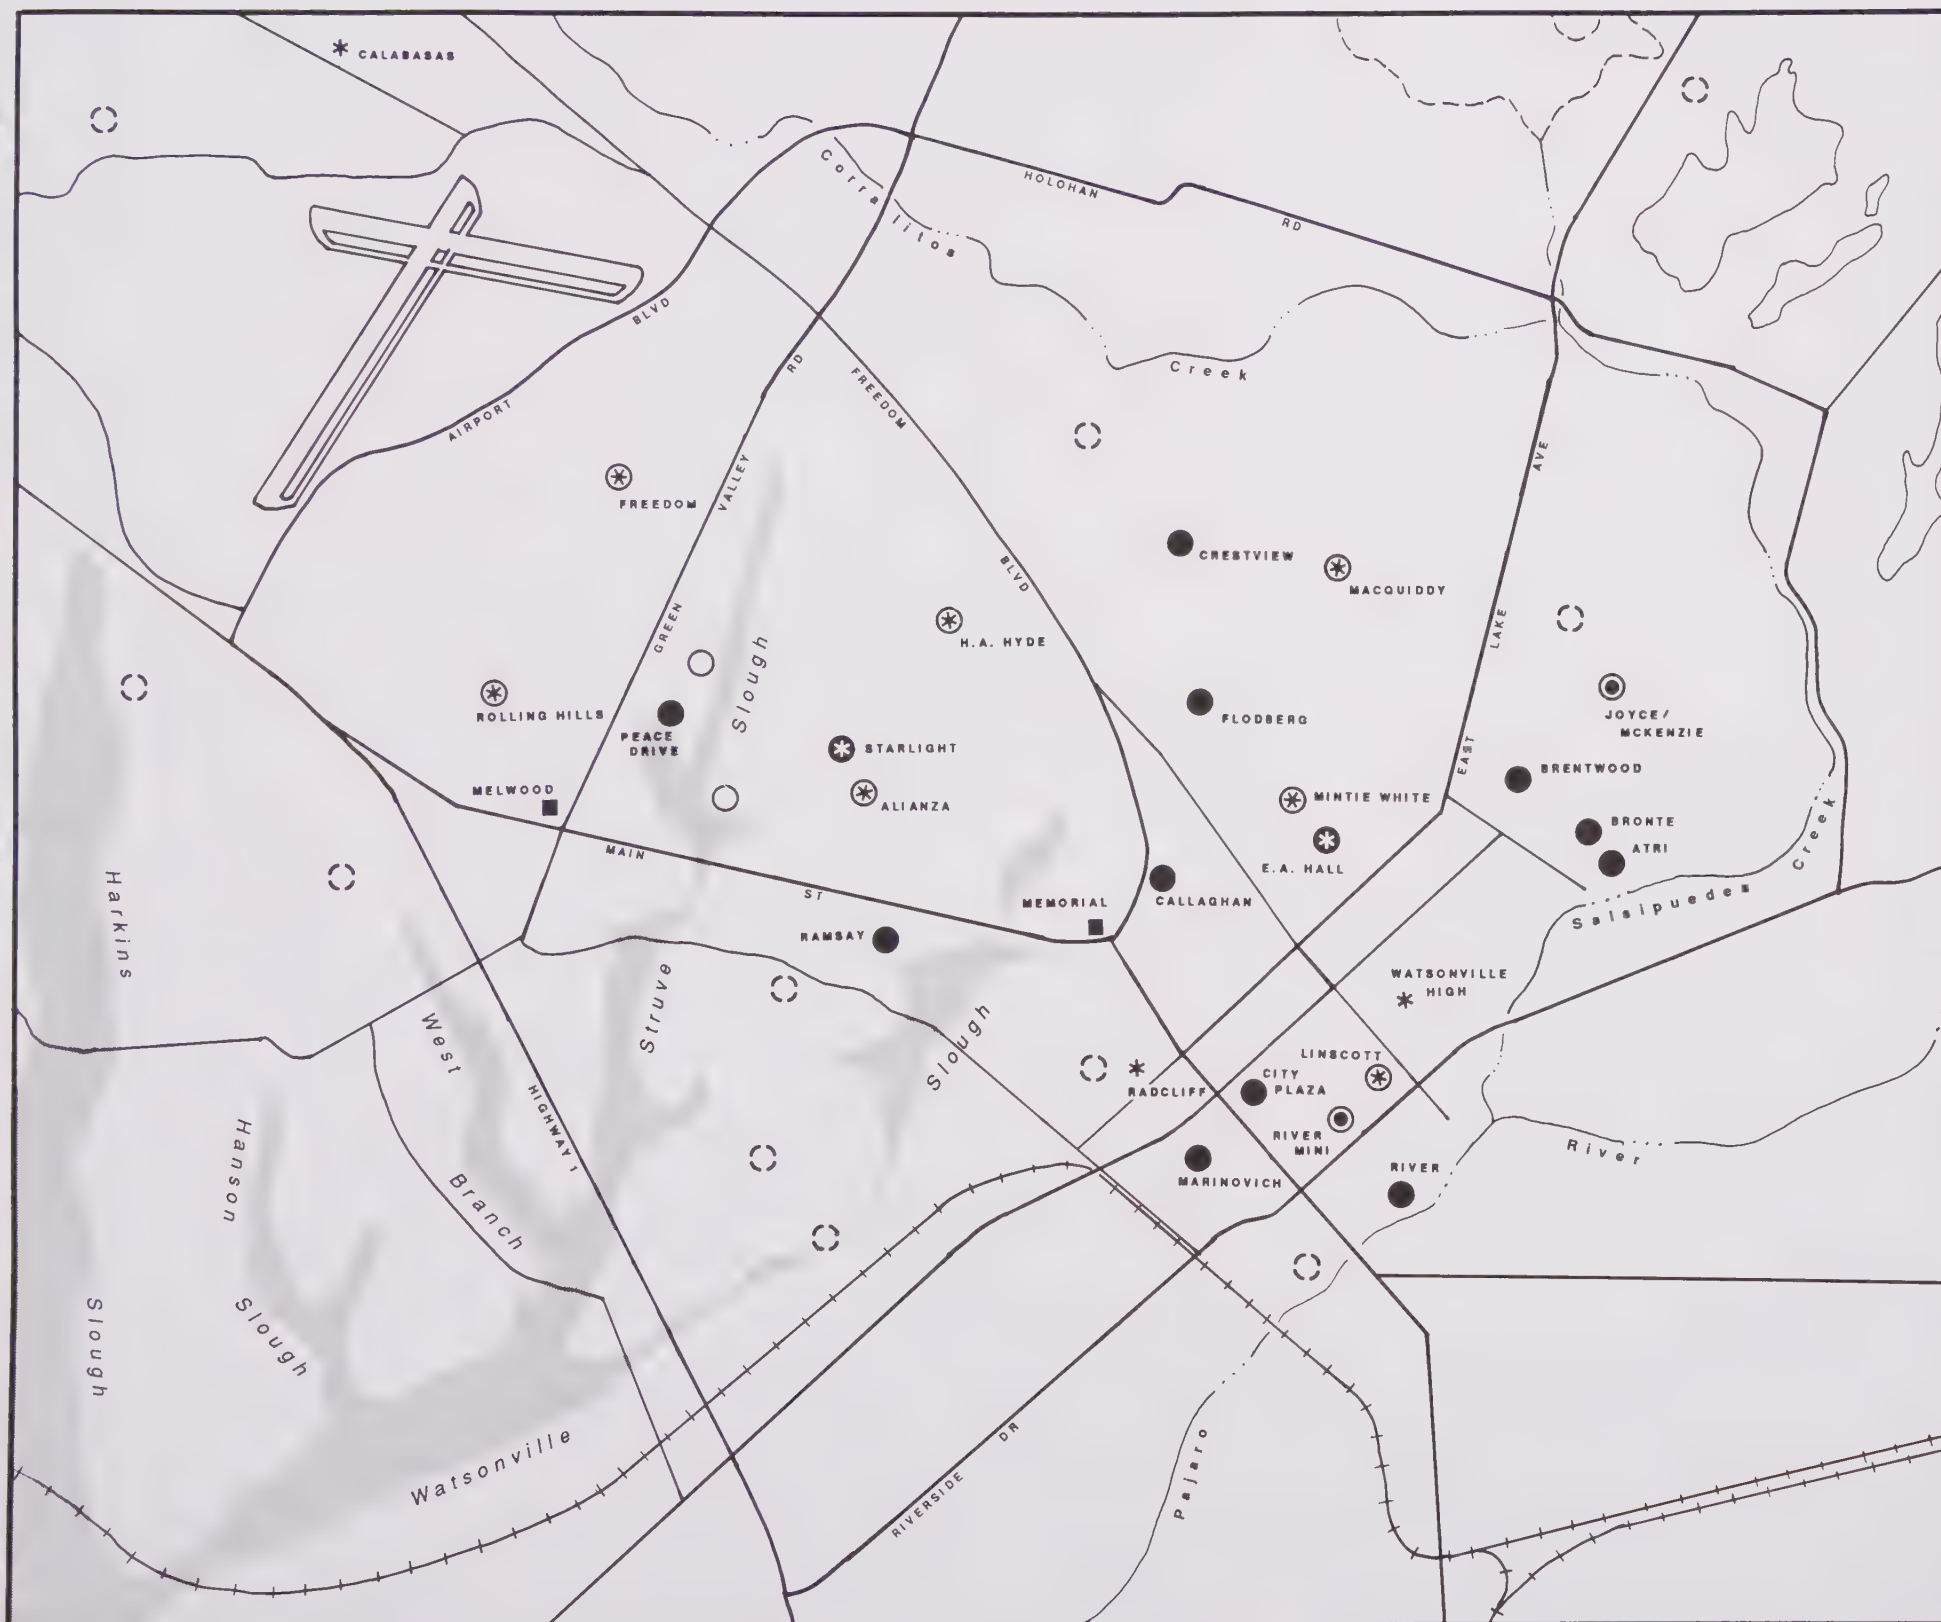 CALABASAS
Corralitos
HOLOHAN
RD
BLVD
RD
FREEDOM
Creek
AIRPORT
AVE
FREEDOM
VALLEY
CRESTVIEW
BLVD
MACQUIDDY
GREEN
H.A. HYDE
LAKE
Slough
ROLLING HILLS
FLODBERG
JOYCE/
MCKENZIE
PEACE
DRIVE
STARLIGHT
EAST
BRENTWOOD
MELWOOD
ALIANZA
MINTIE WHITE
BRONTE
Creek
ATRI
MAIN
E.A. HALL
ST
MEMORIAL
CALLAGHAN
Salsipuedes
Harkins
RAMSAY
WATSONVILLE
HIGH
Struve
West
Slough
LINSCOTT
CITY
PLAZA
RADCLIFF
HIGHWAY 1
RIVER
MINI
River
Hanson
Branch
MARINOVICH
RIVER
Slough
Slough
Watsonville
DR
RIVERSIDE
Pajaro